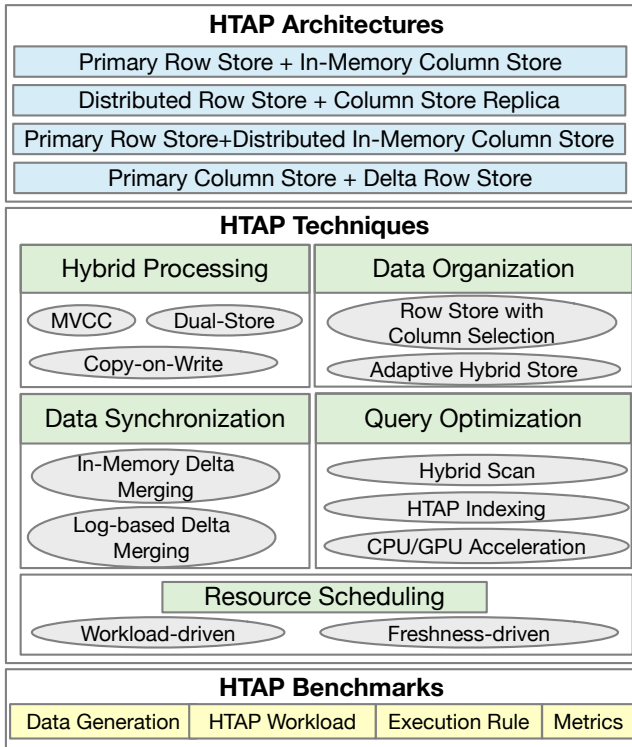 HTAP Architectures
Primary Row Store + In-Memory Column Store
Distributed Row Store + Column Store Replica
Primary Row Store+Distributed In-Memory Column Store
Primary Column Store + Delta Row Store
HTAP Techniques
Hybrid Processing
MVCC
Dual-Store
Copy-on-Write
Data Organization
Row Store with
Column Selection
Adaptive Hybrid Store
Data Synchronization
In-Memory Delta
Merging
Log-based Delta
Merging
Query Optimization
Hybrid Scan
HTAP Indexing
CPU/GPU Acceleration
Resource Scheduling
Workload-driven
Freshness-driven
HTAP Benchmarks
Data Generation
HTAP Workload
Execution Rule
Metrics